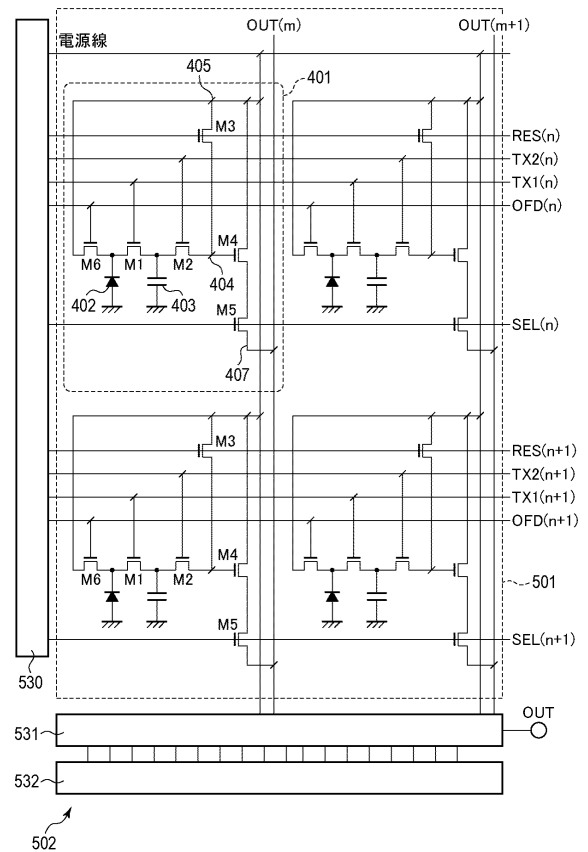 OUT(m)
OUT(m+1)
電源線
405
401
M3
RES(n)
TX2(n)
TX1(n)
OFD(n)
M4
M6
M1
M2
404
402
403
M5
SEL(n)
407
M3
RES(n+1)
TX2(n+1)
TX1(n+1)
OFD(n+1)
M4
M6
M1
M2
501
M5
SEL(n+1)
530
OUT
531
532
502